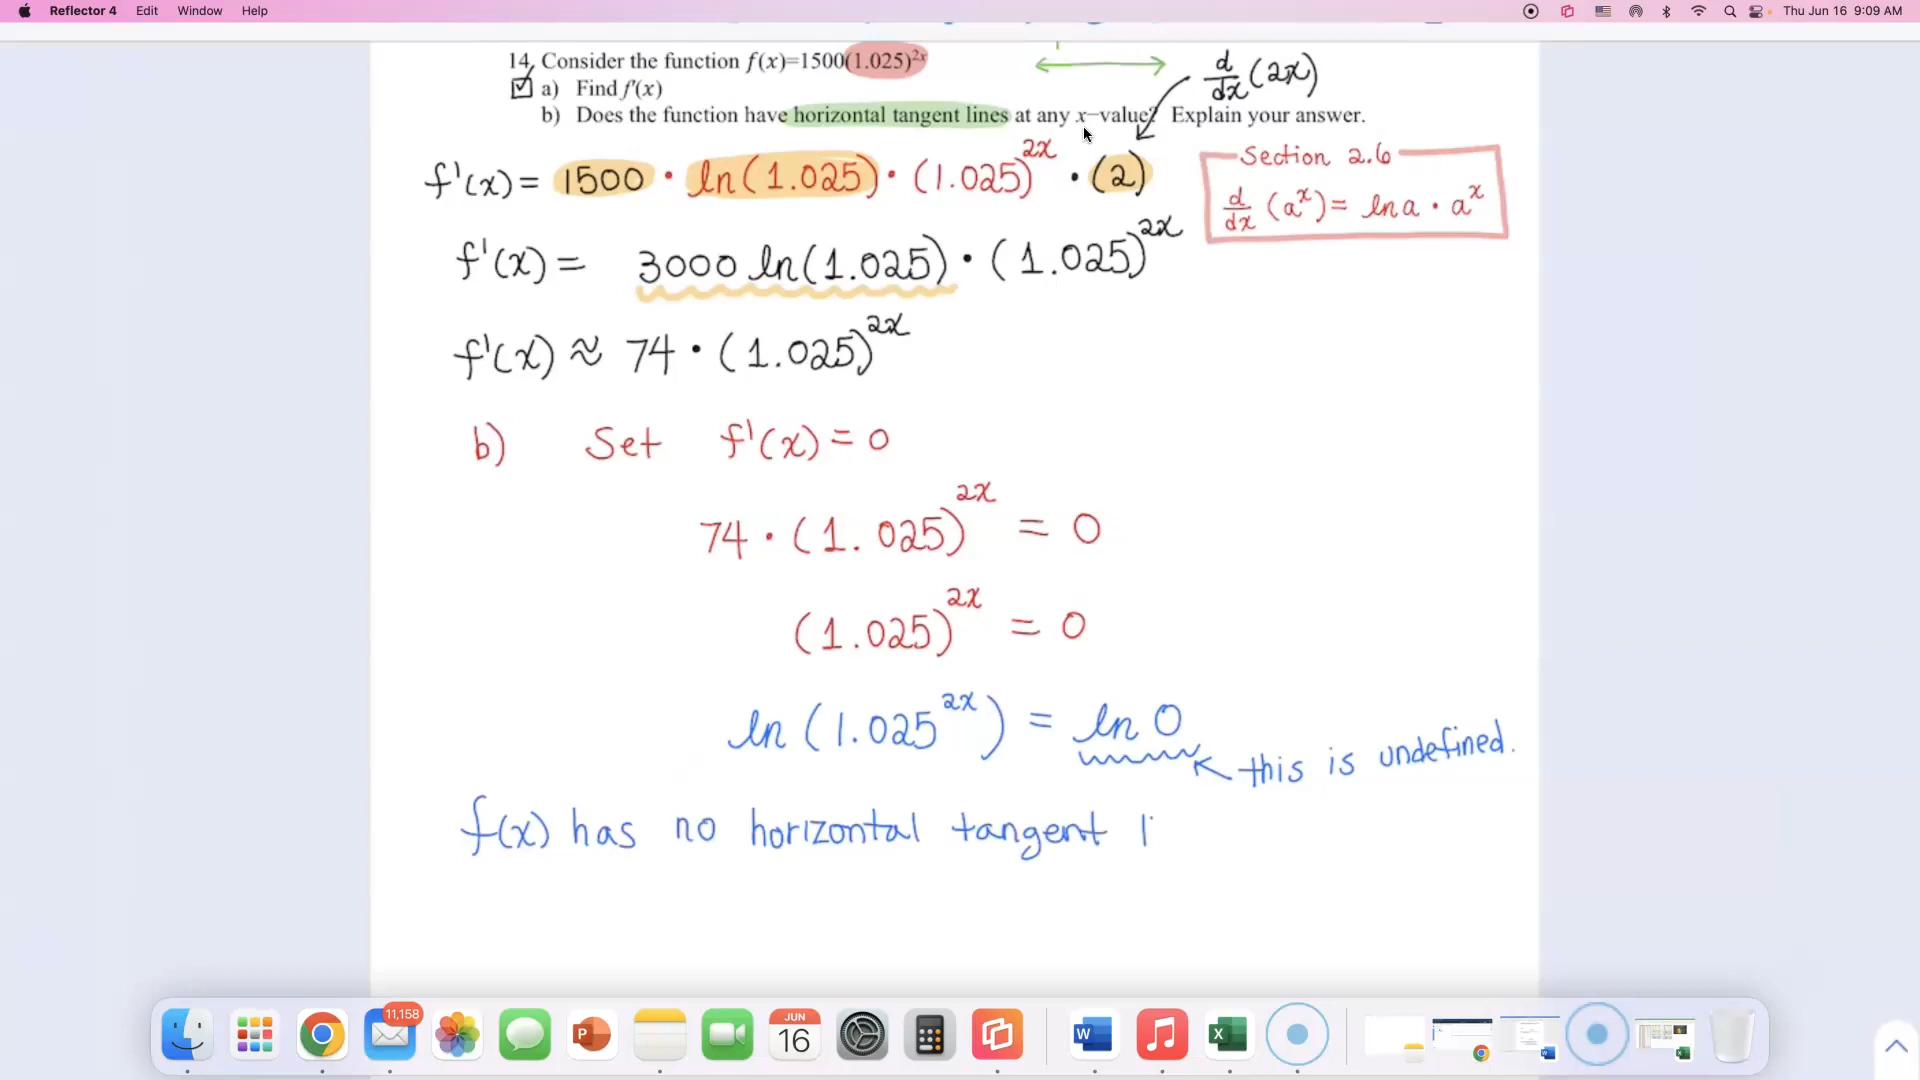 Reflector 4 Edit Window Help Thu Jun 16 9:09 AM
14. Consider the function f(x)=1500(1.025)^2x
a) Find f'(x)
b) Does the function have horizontal tangent lines at any x-value? Explain your answer.
d/dx (2x)
f'(x) = 1500 · ln(1.025) · (1.025)^2x · (2)
Section 2.6
d/dx (a^x) = ln a · a^x
f'(x) = 3000 ln(1.025) · (1.025)^2x
f'(x) ≈ 74 · (1.025)^2x
b) Set f'(x) = 0
74 · (1.025)^2x = 0
(1.025)^2x = 0
ln(1.025^2x) = ln 0
this is undefined.
f(x) has no horizontal tangent l
11,158
JUN
16